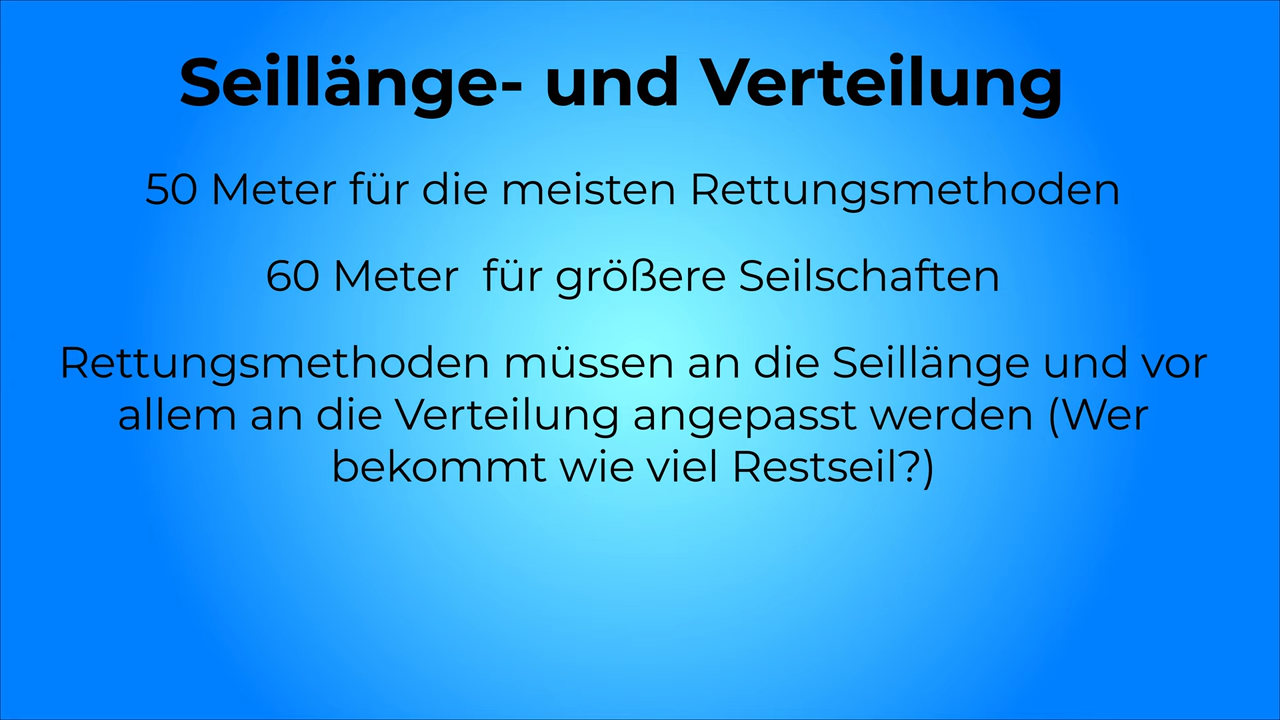 Seillänge- und Verteilung
50 Meter für die meisten Rettungsmethoden
60 Meter  für größere Seilschaften
Rettungsmethoden müssen an die Seillänge und vor
allem an die Verteilung angepasst werden (Wer
bekommt wie viel Restseil?)